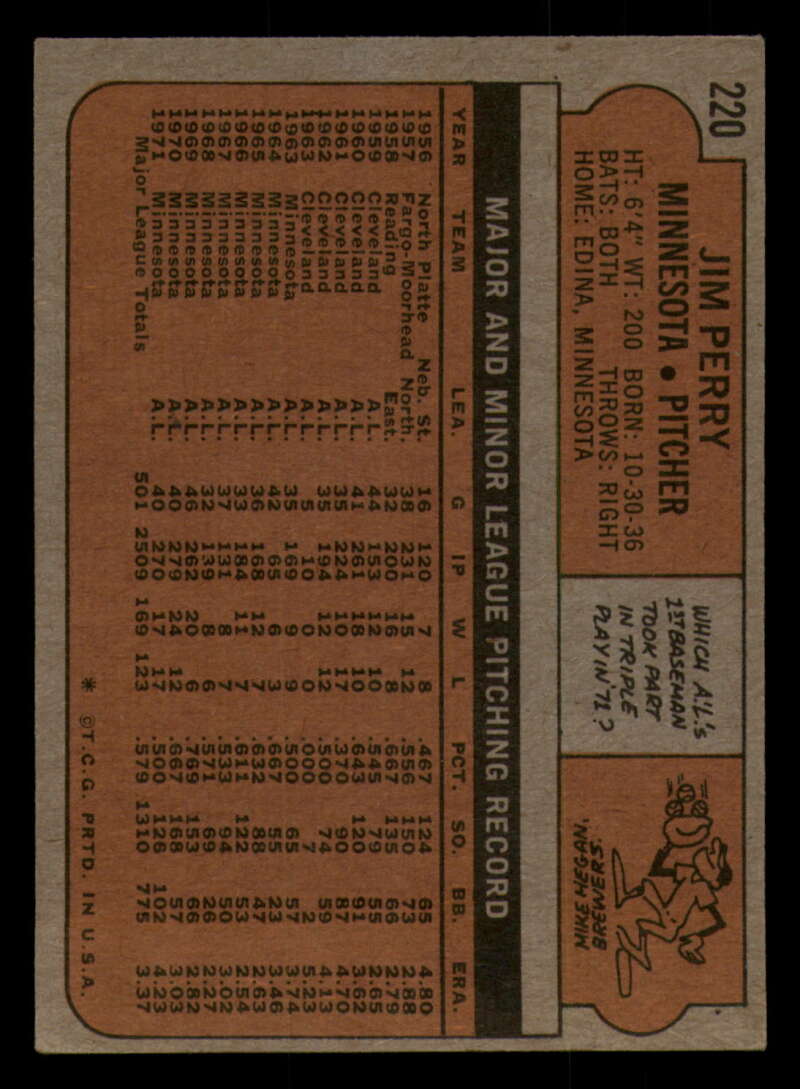 220
JIM PERRY
MINNESOTA • PITCHER
HT: 6'4" WT: 200 BORN: 10-30-36
BATS: BOTH THROWS: RIGHT
HOME: EDINA, MINNESOTA
WHICH A.L.'s
1ST BASEMAN
TOOK PART
IN TRIPLE
PLAY IN '71?
MIKE HEGAN,
BREWERS
MAJOR AND MINOR LEAGUE PITCHING RECORD
YEAR TEAM LEA. G IP W L PCT. SO. BB. ERA.
1956 North Platte Neb. St. 16 120 7 8 .467 124 65 4.80
1957 Fargo-Moorhead North. 38 231 15 12 .556 150 73 2.88
1958 Reading East. 32 200 16 8 .667 135 66 2.79
1959 Cleveland A.L. 44 153 12 10 .545 79 55 2.65
1960 Cleveland A.L. 41 261 18 10 .643 120 91 3.62
1961 Cleveland A.L. 35 224 10 17 .370 90 87 4.70
1962 Cleveland A.L. 35 194 12 12 .500 74 59 4.13
1963 Cleveland A.L. 5 10 0 0 .000 7 2 5.23
1963 Minnesota A.L. 35 169 9 9 .500 65 57 3.74
1964 Minnesota A.L. 42 65 6 3 .667 55 23 3.46
1965 Minnesota A.L. 36 168 12 7 .632 88 47 2.63
1966 Minnesota A.L. 33 184 11 7 .611 122 53 2.54
1967 Minnesota A.L. 37 131 8 7 .533 94 50 3.02
1968 Minnesota A.L. 32 139 8 6 .571 69 26 2.27
1969 Minnesota A.L. 46 262 20 6 .769 153 66 2.82
1970 Minnesota A.L. 40 279 24 12 .667 168 57 3.03
1971 Minnesota A.L. 40 270 17 17 .500 126 102 4.23
Major League Totals 501 2509 169 123 .579 1310 775 3.37
* ©T.C.G. PRTD. IN U.S.A.